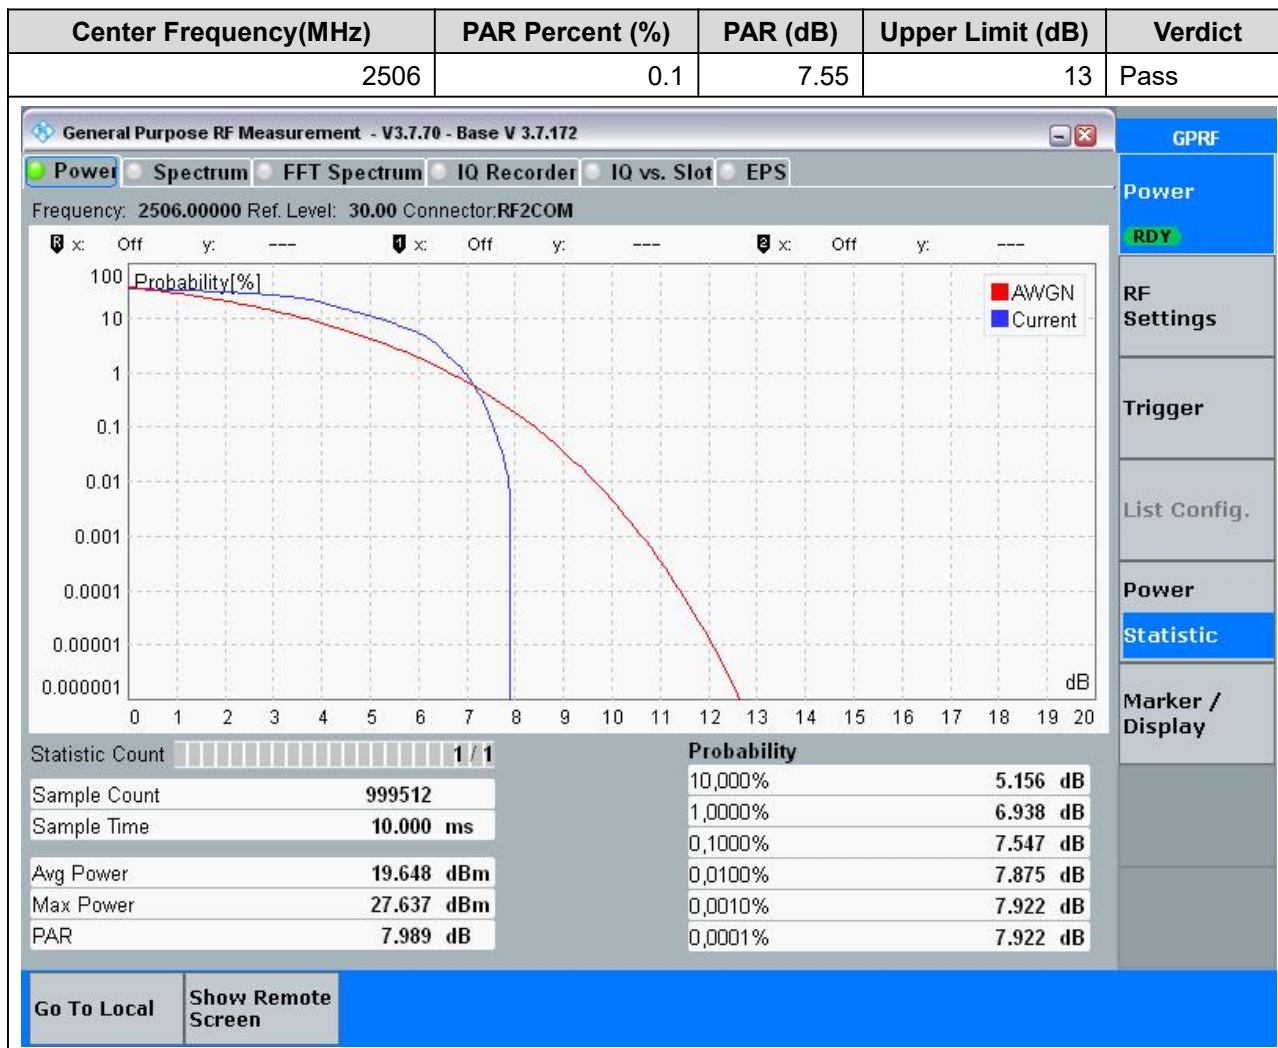 Center Frequency(MHz) PAR Percent (%) PAR (dB) Upper Limit (dB) Verdict
2506 0.1 7.55 13 Pass
General Purpose RF Measurement - V3.7.70 - Base V 3.7.172
GPRF
Power Spectrum FFT Spectrum IQ Recorder IQ vs. Slot EPS
Power
RDY
Frequency: 2506.00000 Ref. Level: 30.00 Connector:RF2COM
R x: Off y: --- 1 x: Off y: --- 2 x: Off y: ---
Probability[%]
AWGN
Current
100
10
1
0.1
0.01
0.001
0.0001
0.00001
0.000001
dB
0 1 2 3 4 5 6 7 8 9 10 11 12 13 14 15 16 17 18 19 20
RF
Settings
Trigger
List Config.
Power
Statistic
Marker /
Display
Statistic Count 1 / 1
Sample Count 999512
Sample Time 10.000 ms
Avg Power 19.648 dBm
Max Power 27.637 dBm
PAR 7.989 dB
Probability
10,000% 5.156 dB
1,0000% 6.938 dB
0,1000% 7.547 dB
0,0100% 7.875 dB
0,0010% 7.922 dB
0,0001% 7.922 dB
Go To Local
Show Remote
Screen